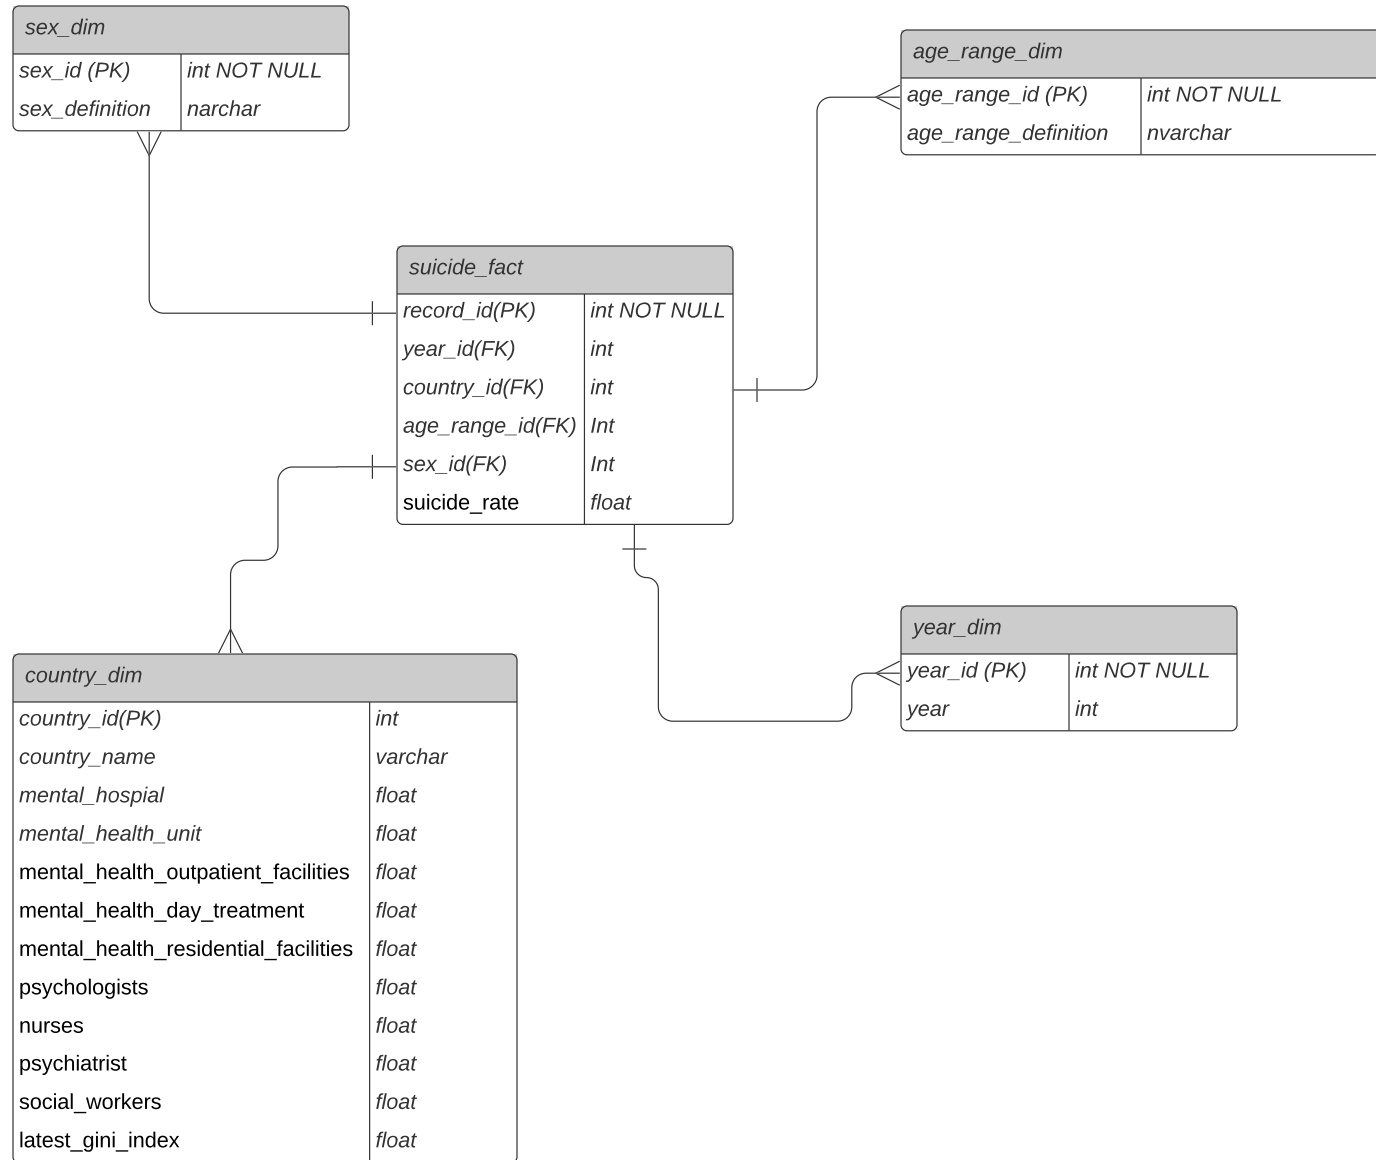 sex_dim
sex_id (PK) int NOT NULL
sex_definition narchar
age_range_dim
age_range_id (PK) int NOT NULL
age_range_definition nvarchar
suicide_fact
record_id(PK) int NOT NULL
year_id(FK) int
country_id(FK) int
age_range_id(FK) Int
sex_id(FK) Int
suicide_rate float
year_dim
year_id (PK) int NOT NULL
year int
country_dim
country_id(PK) int
country_name varchar
mental_hospial float
mental_health_unit float
mental_health_outpatient_facilities float
mental_health_day_treatment float
mental_health_residential_facilities float
psychologists float
nurses float
psychiatrist float
social_workers float
latest_gini_index float